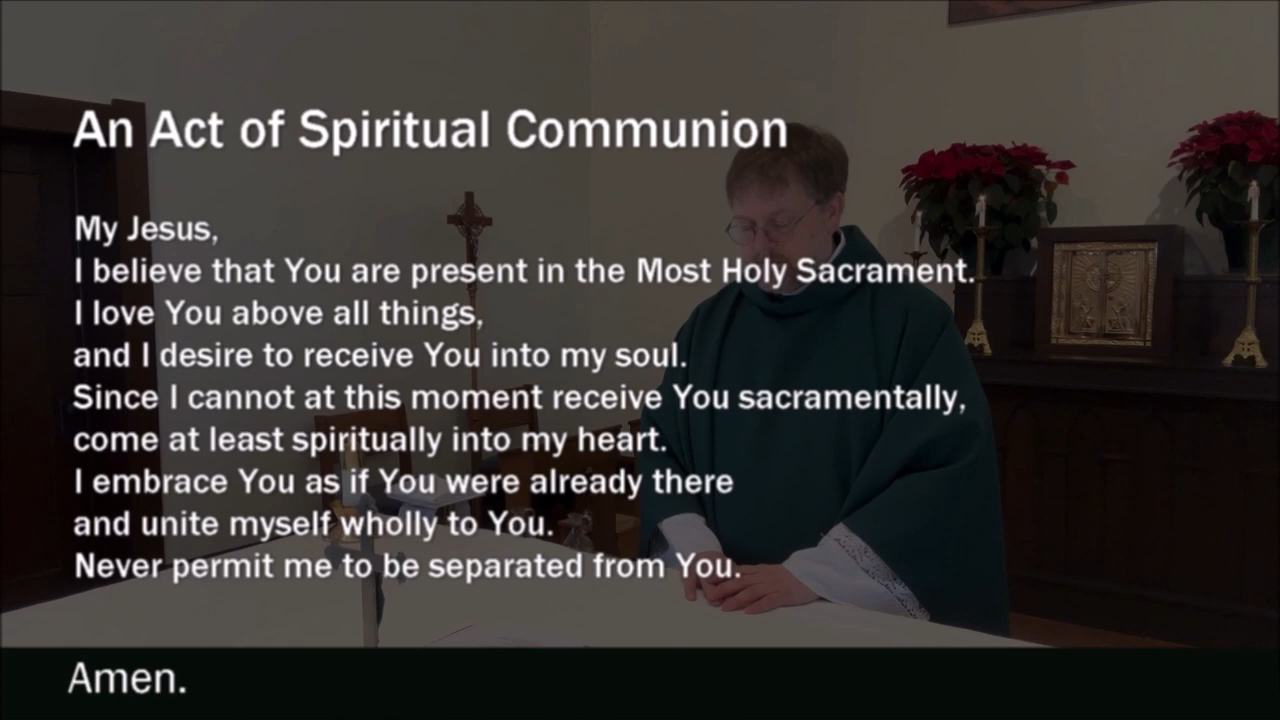 An Act of Spiritual Communion
My Jesus,
I believe that You are present in the Most Holy Sacrament.
I love You above all things,
and I desire to receive You into my soul.
Since I cannot at this moment receive You sacramentally,
come at least spiritually into my heart.
I embrace You as if You were already there
and unite myself wholly to You.
Never permit me to be separated from You.
Amen.